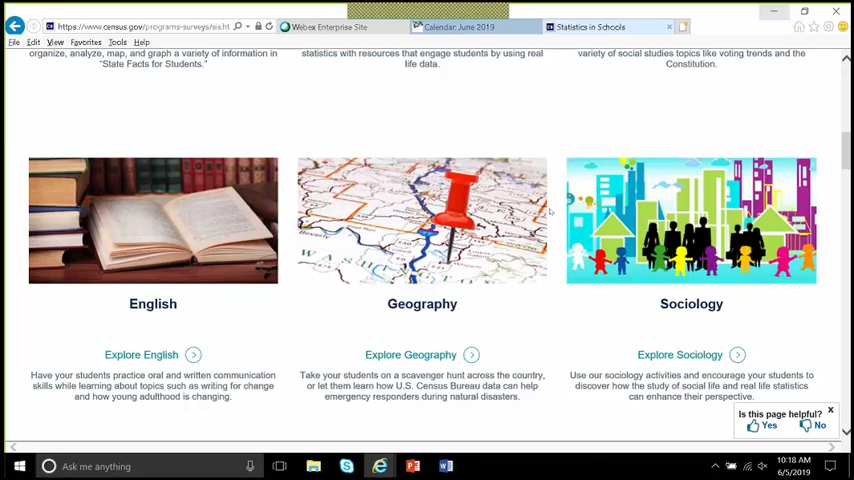 https://www.census.gov/programs-surveys/sis.ht
Webex Enterprise Site
Calendar: June 2019
Statistics in Schools
File Edit View Favorites Tools Help
organize, analyze, map, and graph a variety of information in
“State Facts for Students.”
statistics with resources that engage students by using real
life data.
variety of social studies topics like voting trends and the
Constitution.
WASH
English
Geography
Sociology
Explore English
Explore Geography
Explore Sociology
Have your students practice oral and written communication
skills while learning about topics such as writing for change
and how young adulthood is changing.
Take your students on a scavenger hunt across the country,
or let them learn how U.S. Census Bureau data can help
emergency responders during natural disasters.
Use our sociology activities and encourage your students to
discover how the study of social life and real life statistics
can enhance their perspective.
Is this page helpful? x
Yes No
Ask me anything
10:18 AM
6/5/2019